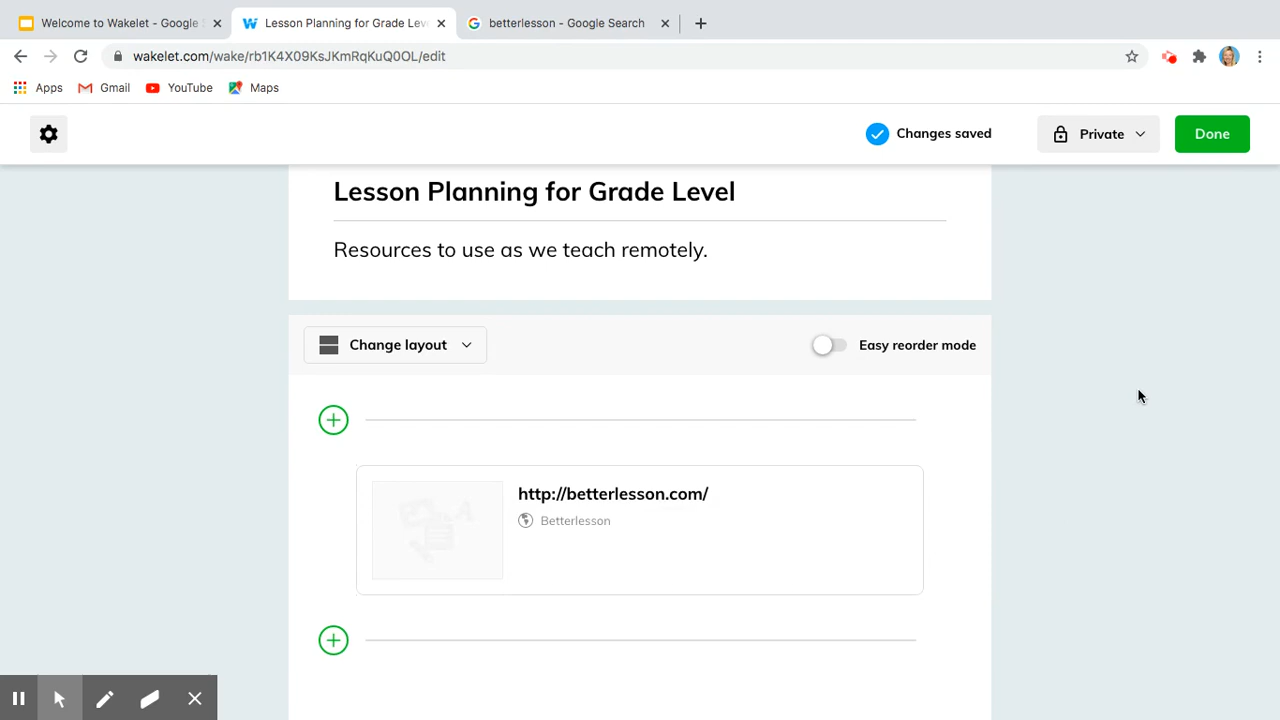 Welcome to Wakelet - Google S
Lesson Planning for Grade Leve
betterlesson - Google Search
wakelet.com/wake/rb1K4X09KsJKmRqKuQ0OL/edit
Apps
Gmail
YouTube
Maps
Changes saved
Private
Done
Lesson Planning for Grade Level
Resources to use as we teach remotely.
Change layout
Easy reorder mode
http://betterlesson.com/
Betterlesson